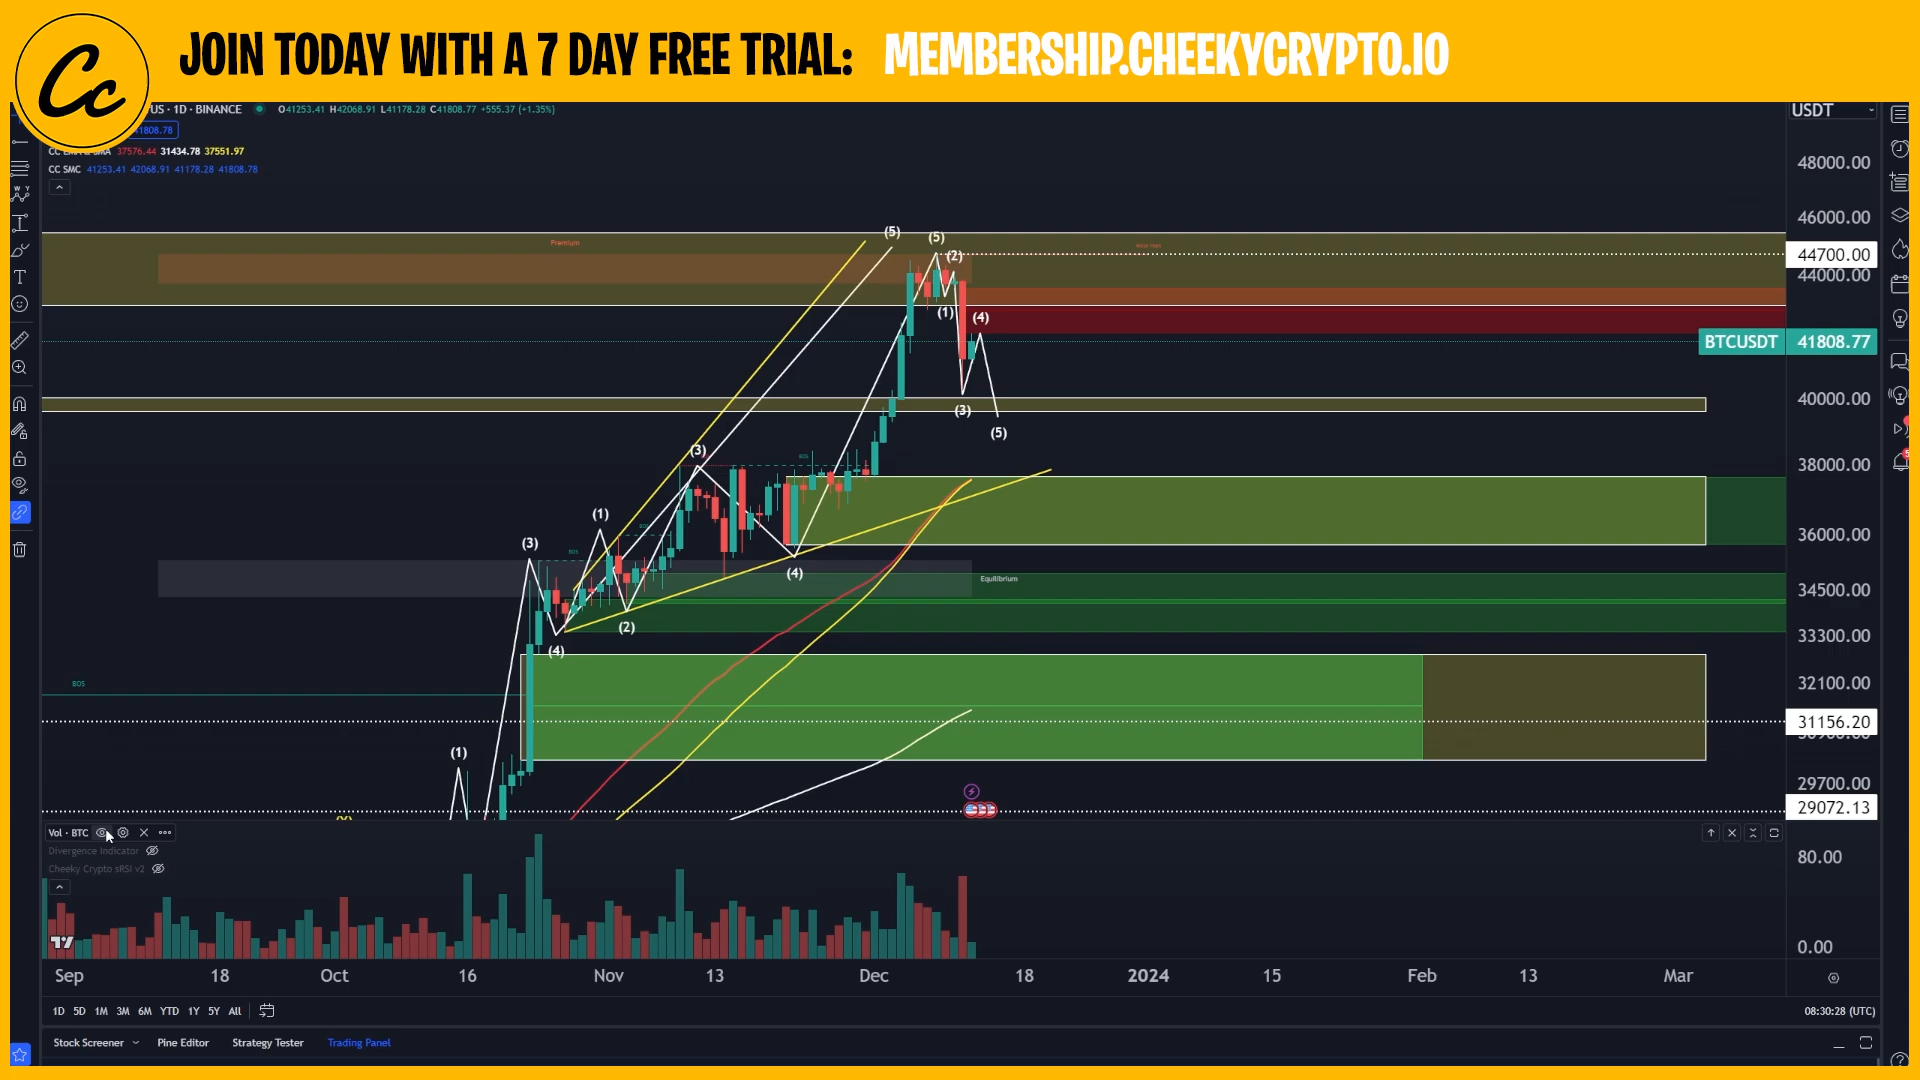 Cc
JOIN TODAY WITH A 7 DAY FREE TRIAL: MEMBERSHIP.CHEEKYCRYPTO.IO
1D · BINANCE O41253.41 H42068.91 L41178.28 C41808.77 +555.37 (+1.35%)
USDT
41808.78
37576.44 31434.78 37551.97
CC SMC 41253.41 42068.91 41178.28 41808.78
48000.00
46000.00
Premium
(5)
(5)
(2)
44700.00
44000.00
(1)
(4)
BTCUSDT 41808.77
40000.00
(3)
(5)
(3)
BOS
38000.00
(1)
36000.00
(3)
BOS
(4)
Equilibrium
34500.00
(2)
33300.00
(4)
BOS
32100.00
31156.20
(1)
29700.00
29072.13
Vol · BTC
Divergence Indicator
Cheeky Crypto sRSI v2
80.00
0.00
Sep 18 Oct 16 Nov 13 Dec 18 2024 15 Feb 13 Mar
1D 5D 1M 3M 6M YTD 1Y 5Y All
08:30:28 (UTC)
Stock Screener Pine Editor Strategy Tester Trading Panel